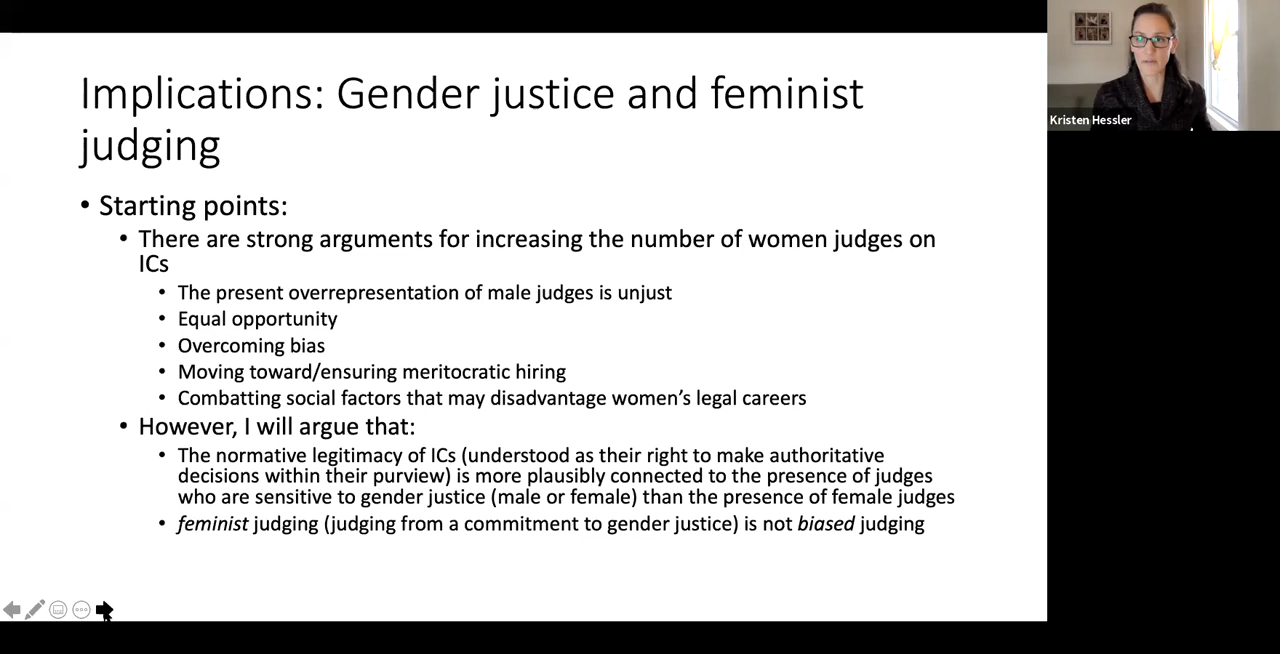 Implications: Gender justice and feminist
judging
• Starting points:
• There are strong arguments for increasing the number of women judges on
ICs
• The present overrepresentation of male judges is unjust
• Equal opportunity
• Overcoming bias
• Moving toward/ensuring meritocratic hiring
• Combatting social factors that may disadvantage women’s legal careers
• However, I will argue that:
• The normative legitimacy of ICs (understood as their right to make authoritative
decisions within their purview) is more plausibly connected to the presence of judges
who are sensitive to gender justice (male or female) than the presence of female judges
• feminist judging (judging from a commitment to gender justice) is not biased judging
Kristen Hessler